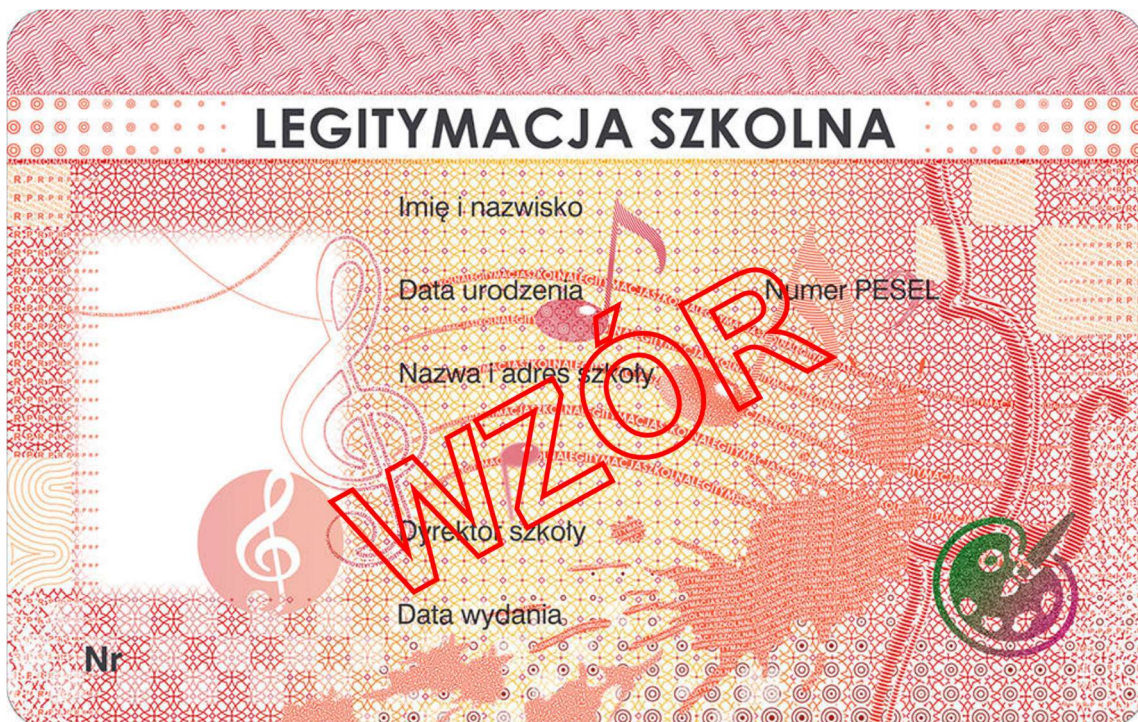 LEGITYMACJA SZKOLNA
Imię i nazwisko
Data urodzenia
Numer PESEL
Nazwa i adres szkoły
WZÓR
Dyrektor szkoły
Data wydania
Nr